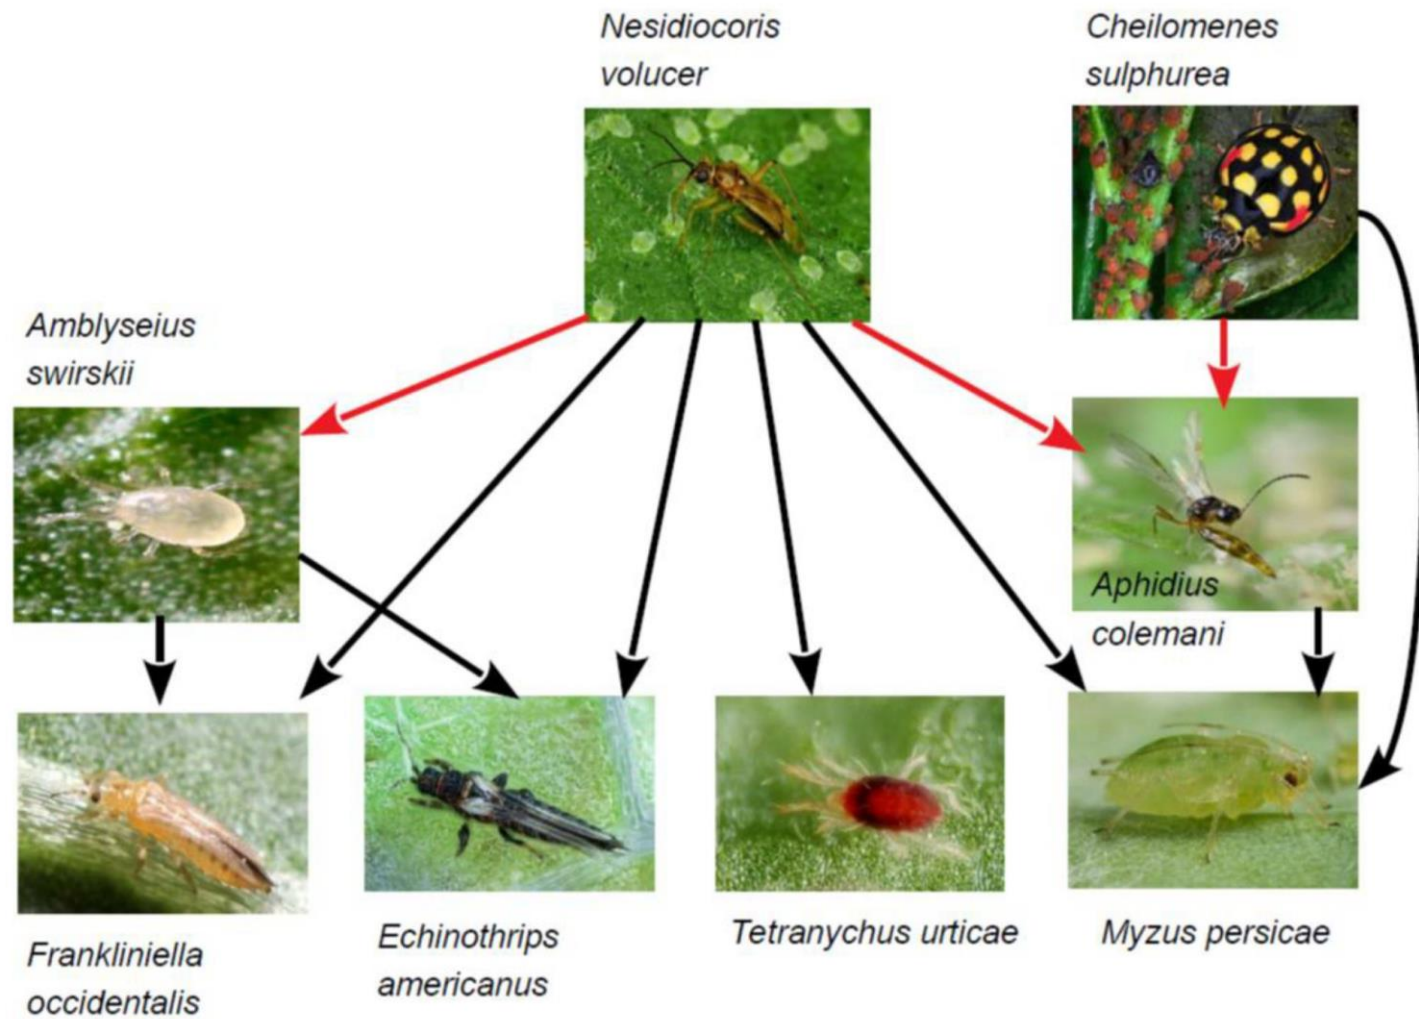 Nesidiocoris
volucer
Cheilomenes
sulphurea
Amblyseius
swirskii
Aphidius
colemani
Frankliniella
occidentalis
Echinothrips
americanus
Tetranychus urticae
Myzus persicae